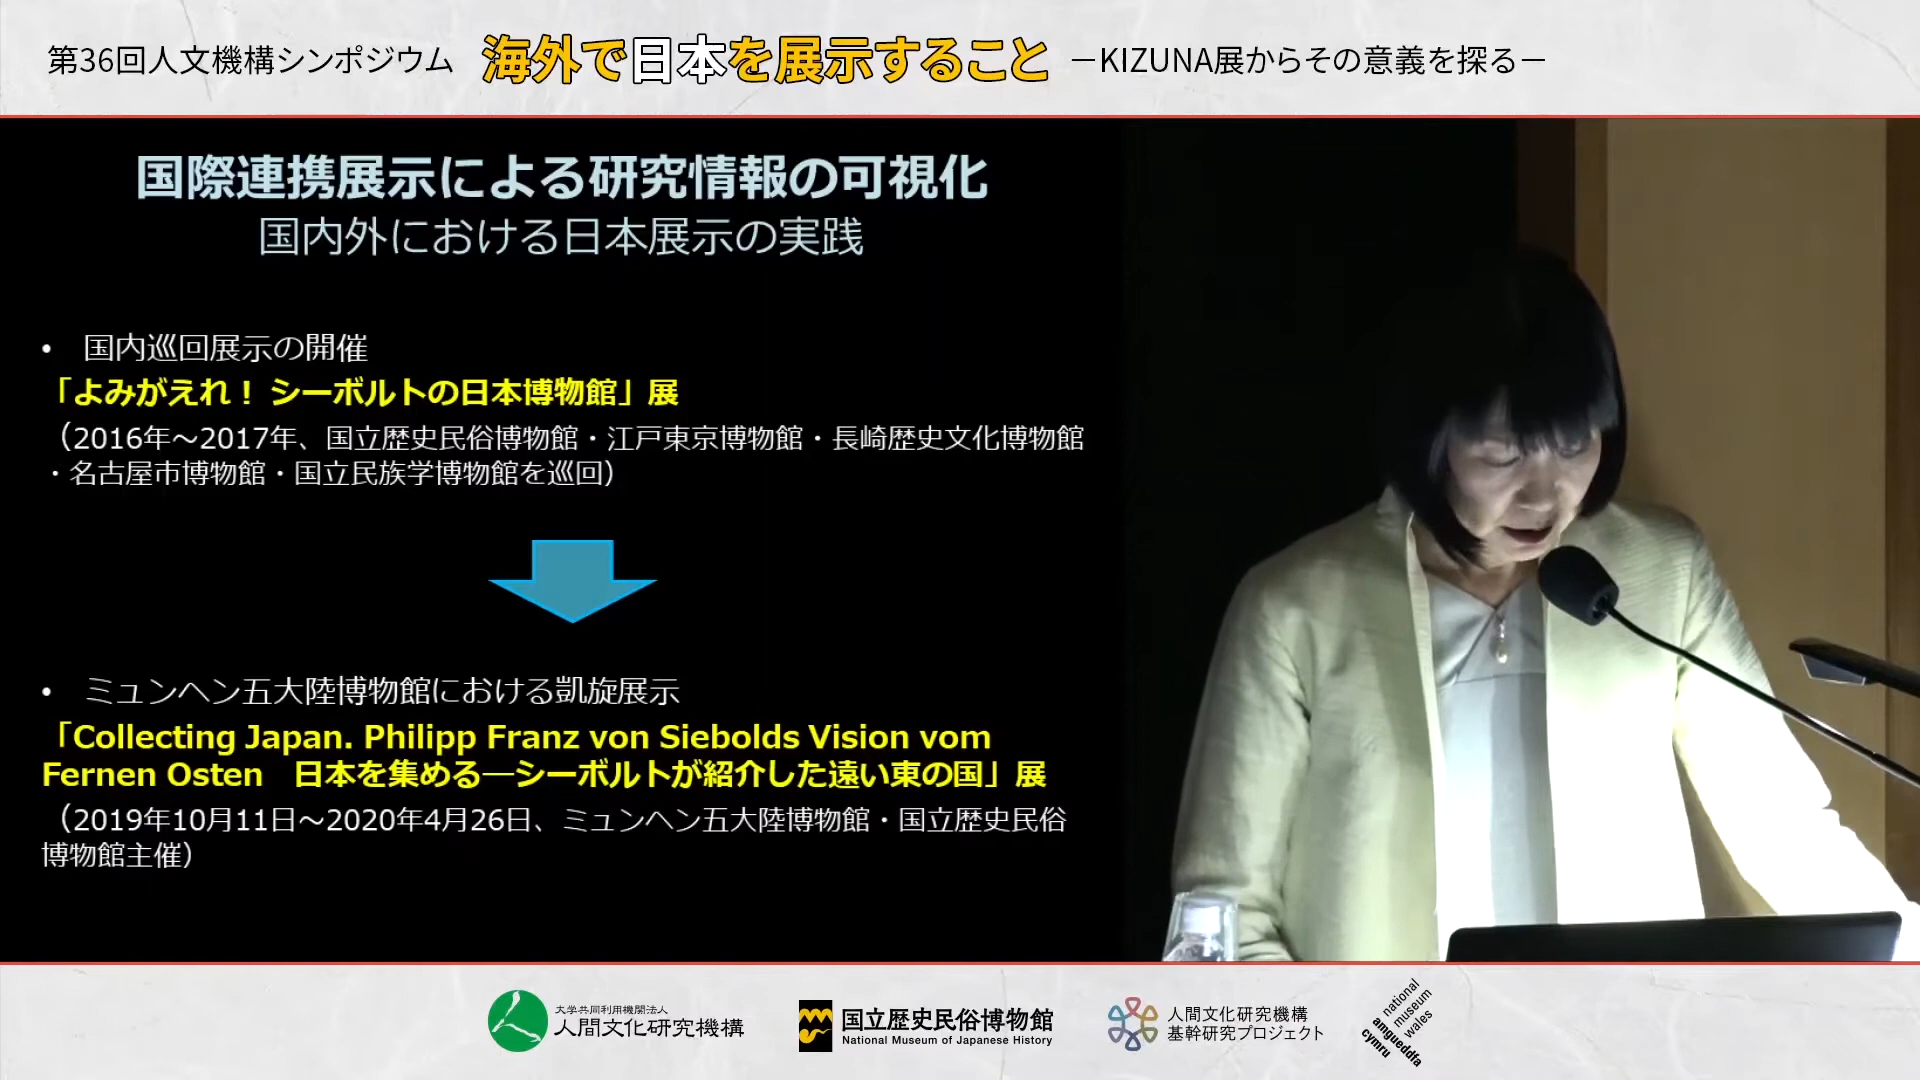 第36回人文機構シンポジウム 海外で日本を展示すること －KIZUNA展からその意義を探る－
国際連携展示による研究情報の可視化
国内外における日本展示の実践
• 国内巡回展示の開催
「よみがえれ！ シーボルトの日本博物館」展
（2016年～2017年、国立歴史民俗博物館・江戸東京博物館・長崎歴史文化博物館
・名古屋市博物館・国立民族学博物館を巡回）
• ミュンヘン五大陸博物館における凱旋展示
「Collecting Japan. Philipp Franz von Siebolds Vision vom
Fernen Osten　日本を集める―シーボルトが紹介した遠い東の国」展
（2019年10月11日～2020年4月26日、ミュンヘン五大陸博物館・国立歴史民俗
博物館主催）
大学共同利用機関法人
人間文化研究機構
国立歴史民俗博物館
National Museum of Japanese History
人間文化研究機構
基幹研究プロジェクト
national
museum
wales
amgueddfa
cymru